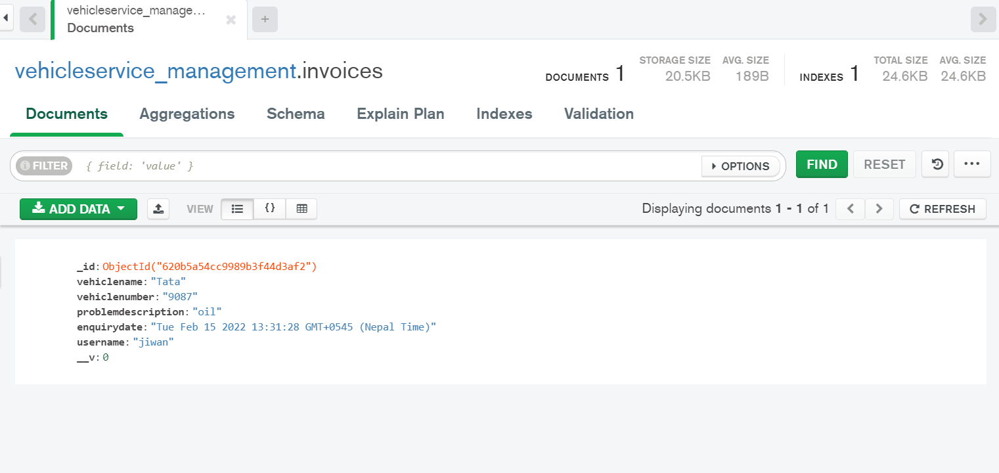 vehicleservice_manage...
Documents
vehicleservice_management.invoices
DOCUMENTS 1
STORAGE SIZE
20.5KB
AVG. SIZE
189B
INDEXES 1
TOTAL SIZE
24.6KB
AVG. SIZE
24.6KB
Documents Aggregations Schema Explain Plan Indexes Validation
FILTER { field: 'value' } OPTIONS FIND RESET
ADD DATA VIEW {} Displaying documents 1 - 1 of 1 REFRESH
_id: ObjectId("620b5a54cc9989b3f44d3af2")
vehiclename: "Tata"
vehiclenumber: "9087"
problemdescription: "oil"
enquirydate: "Tue Feb 15 2022 13:31:28 GMT+0545 (Nepal Time)"
username: "jiwan"
__v: 0